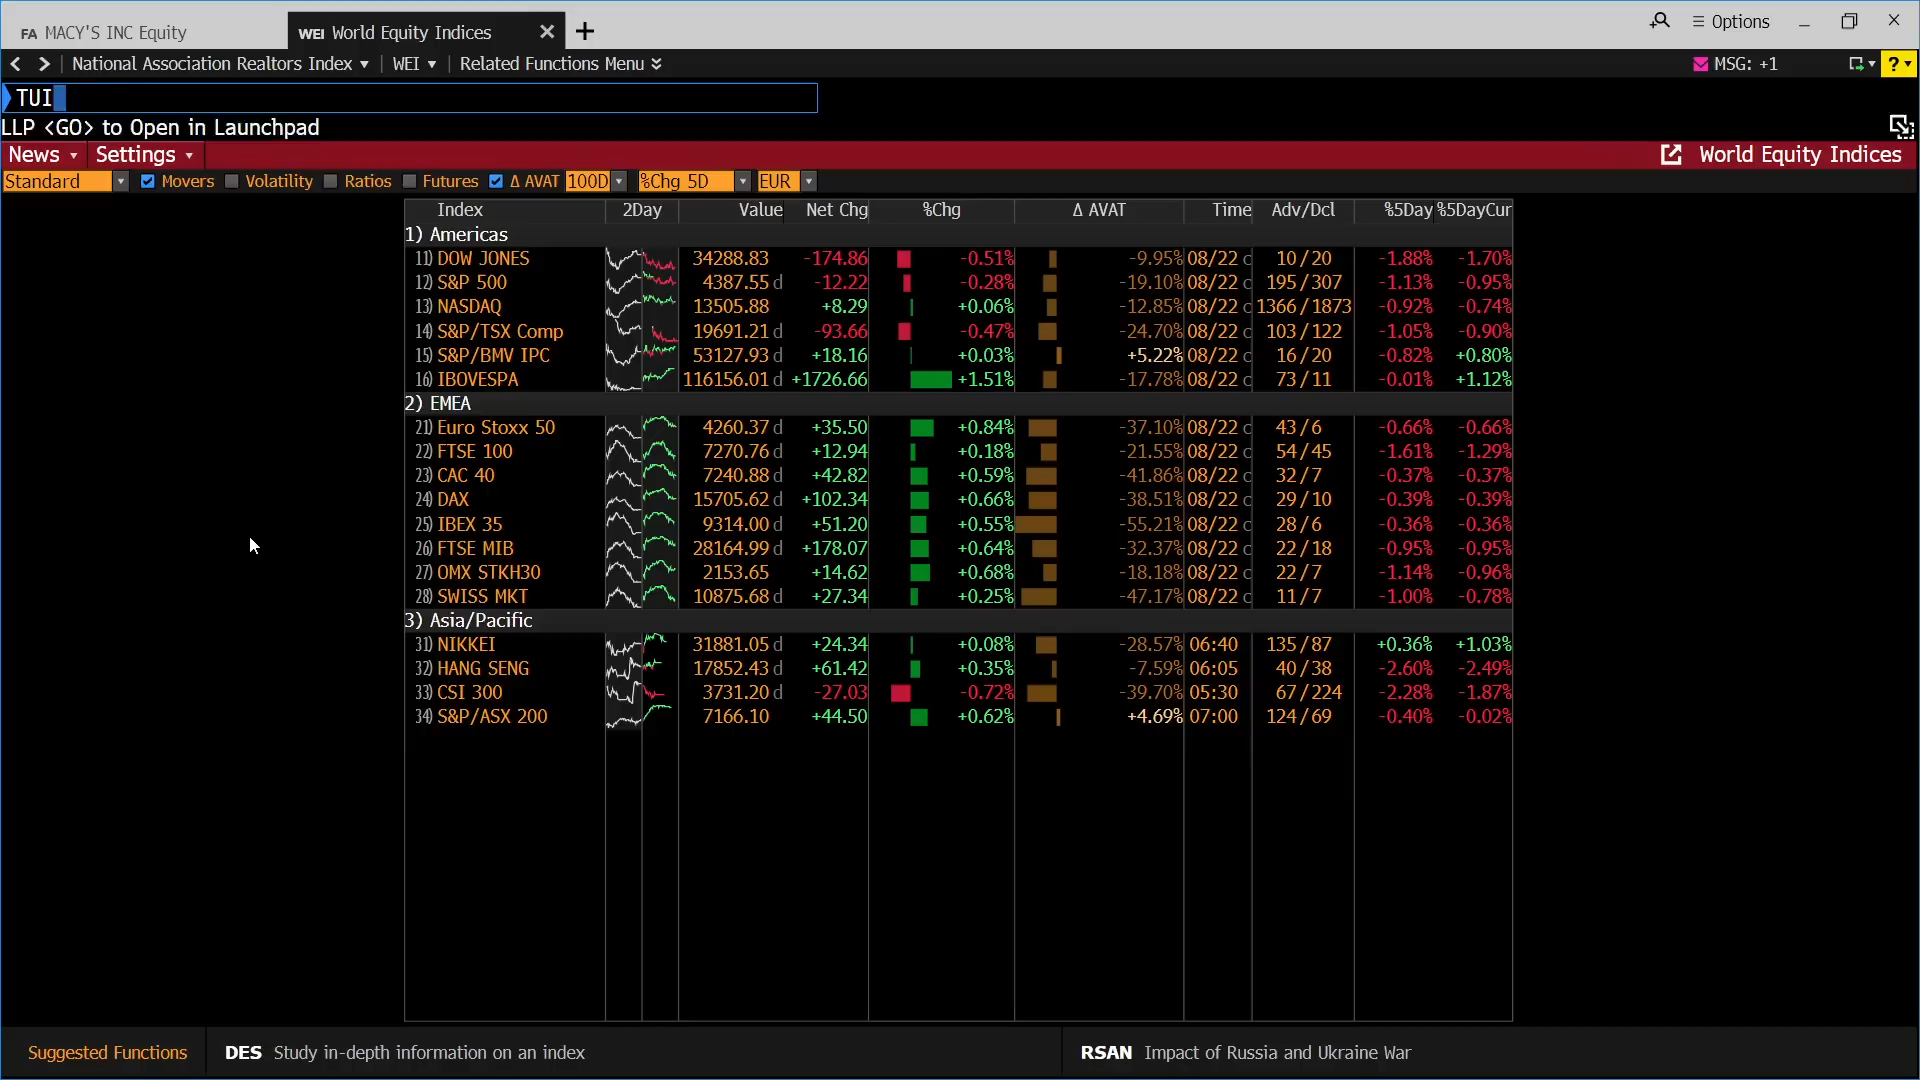 FA MACY'S INC Equity
WEI World Equity Indices
Options
National Association Realtors Index
WEI
Related Functions Menu
MSG: +1
?
TUI
LLP <GO> to Open in Launchpad
News
Settings
World Equity Indices
Standard
Movers
Volatility
Ratios
Futures
Δ AVAT
100D
%Chg 5D
EUR
Index 2Day Value Net Chg %Chg Δ AVAT Time Adv/Dcl %5Day %5DayCur
1) Americas
11) DOW JONES 34288.83 -174.86 -0.51% -9.95% 08/22 c 10/20 -1.88% -1.70%
12) S&P 500 4387.55 d -12.22 -0.28% -19.10% 08/22 c 195/307 -1.13% -0.95%
13) NASDAQ 13505.88 +8.29 +0.06% -12.85% 08/22 c 1366/1873 -0.92% -0.74%
14) S&P/TSX Comp 19691.21 d -93.66 -0.47% -24.70% 08/22 c 103/122 -1.05% -0.90%
15) S&P/BMV IPC 53127.93 d +18.16 +0.03% +5.22% 08/22 c 16/20 -0.82% +0.80%
16) IBOVESPA 116156.01 d +1726.66 +1.51% -17.78% 08/22 c 73/11 -0.01% +1.12%
2) EMEA
21) Euro Stoxx 50 4260.37 d +35.50 +0.84% -37.10% 08/22 c 43/6 -0.66% -0.66%
22) FTSE 100 7270.76 d +12.94 +0.18% -21.55% 08/22 c 54/45 -1.61% -1.29%
23) CAC 40 7240.88 d +42.82 +0.59% -41.86% 08/22 c 32/7 -0.37% -0.37%
24) DAX 15705.62 d +102.34 +0.66% -38.51% 08/22 c 29/10 -0.39% -0.39%
25) IBEX 35 9314.00 d +51.20 +0.55% -55.21% 08/22 c 28/6 -0.36% -0.36%
26) FTSE MIB 28164.99 d +178.07 +0.64% -32.37% 08/22 c 22/18 -0.95% -0.95%
27) OMX STKH30 2153.65 +14.62 +0.68% -18.18% 08/22 c 22/7 -1.14% -0.96%
28) SWISS MKT 10875.68 d +27.34 +0.25% -47.17% 08/22 c 11/7 -1.00% -0.78%
3) Asia/Pacific
31) NIKKEI 31881.05 d +24.34 +0.08% -28.57% 06:40 135/87 +0.36% +1.03%
32) HANG SENG 17852.43 d +61.42 +0.35% -7.59% 06:05 40/38 -2.60% -2.49%
33) CSI 300 3731.20 d -27.03 -0.72% -39.70% 05:30 67/224 -2.28% -1.87%
34) S&P/ASX 200 7166.10 +44.50 +0.62% +4.69% 07:00 124/69 -0.40% -0.02%
Suggested Functions
DES Study in-depth information on an index
RSAN Impact of Russia and Ukraine War